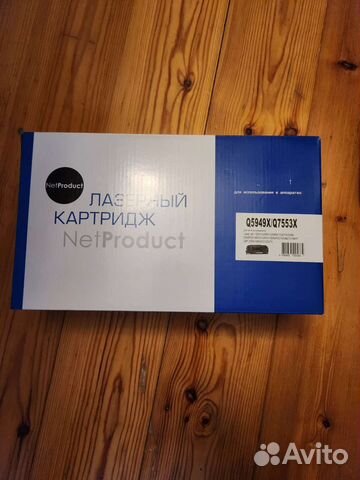 NetProduct
ЛАЗЕРНЫЙ
КАРТРИДЖ
NetProduct
для использования в аппаратах:
Q5949X/Q7553X
Avito